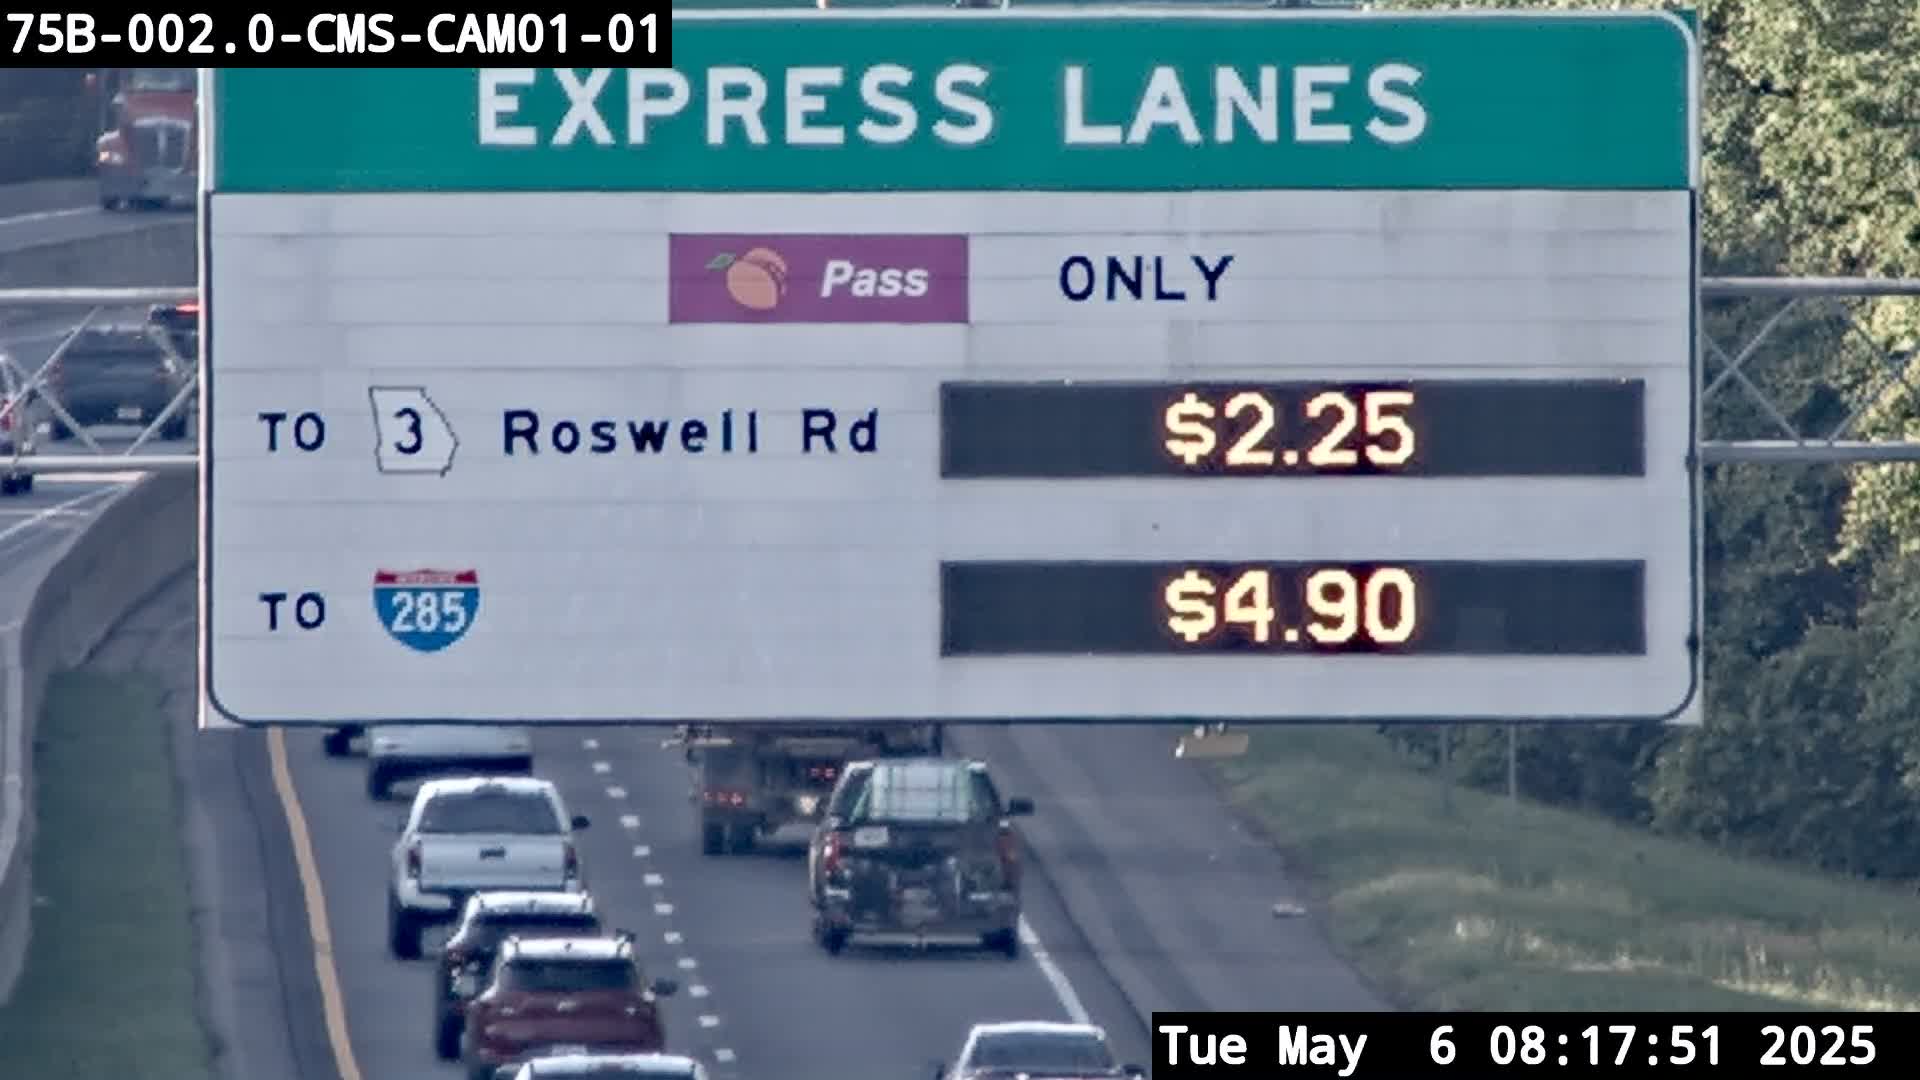 75B-002.0-CMS-CAM01-01
EXPRESS LANES
Pass ONLY
TO 3 Roswell Rd $2.25
TO 285 $4.90
Tue May 6 08:17:51 2025